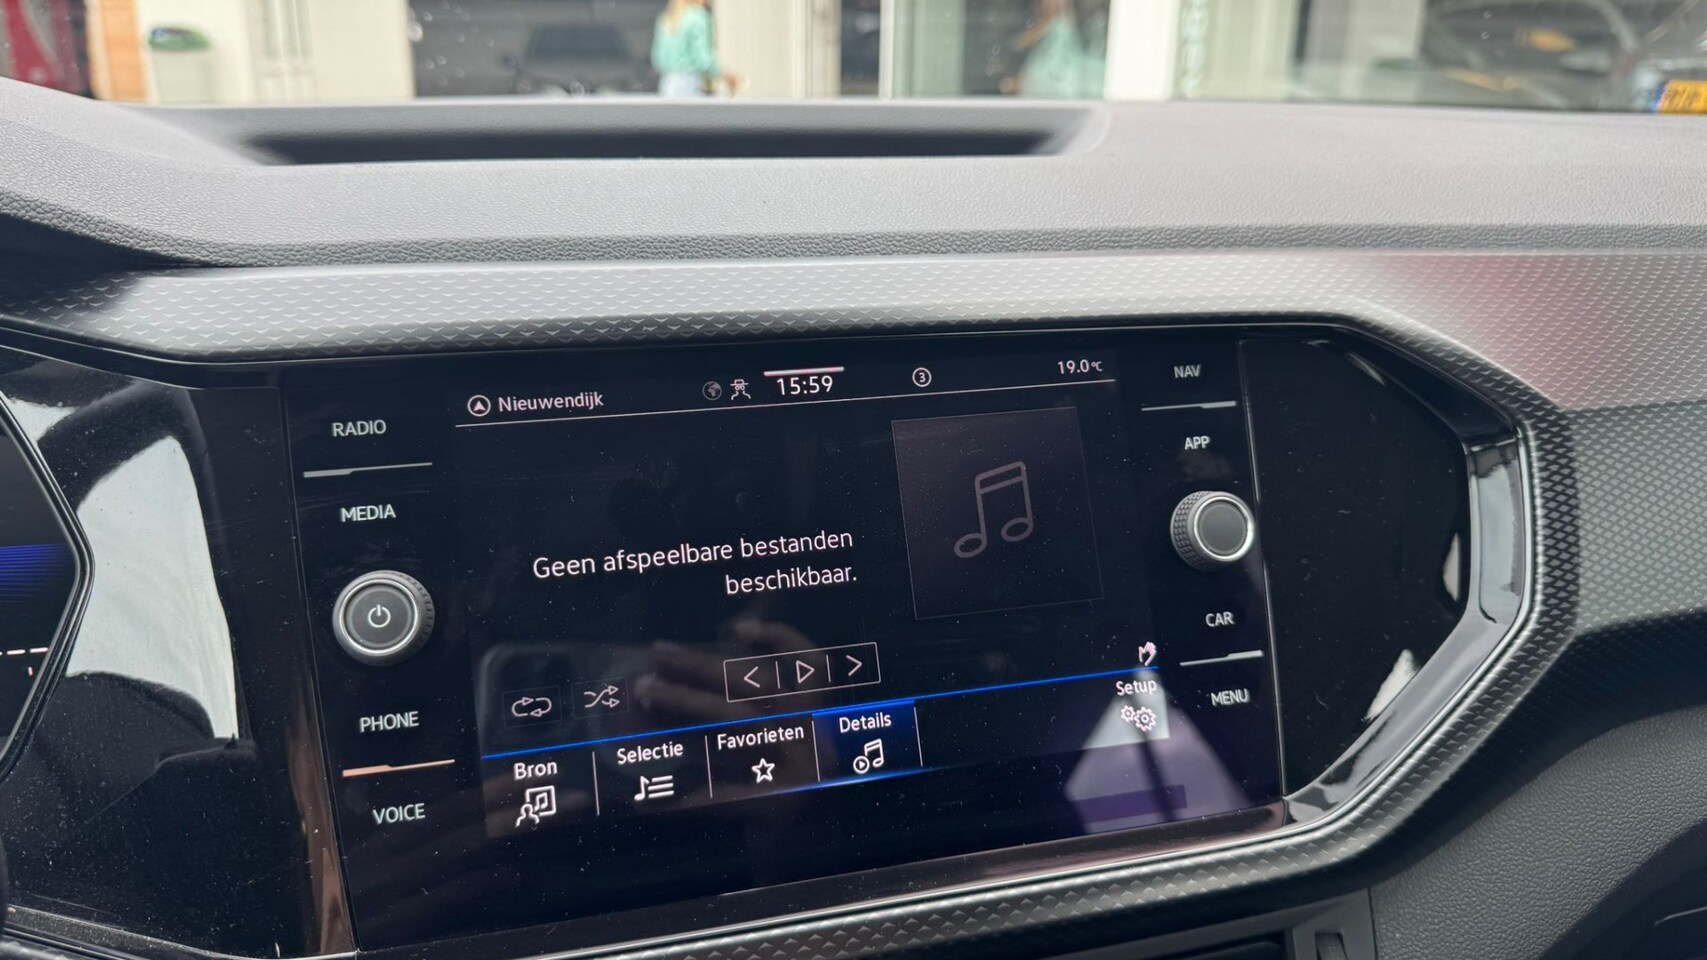 RADIO
MEDIA
PHONE
VOICE
Nieuwendijk
15:59
3
19.0°C
Geen afspeelbare bestanden
beschikbaar.
Bron
Selectie
Favorieten
Details
Setup
NAV
APP
CAR
MENU